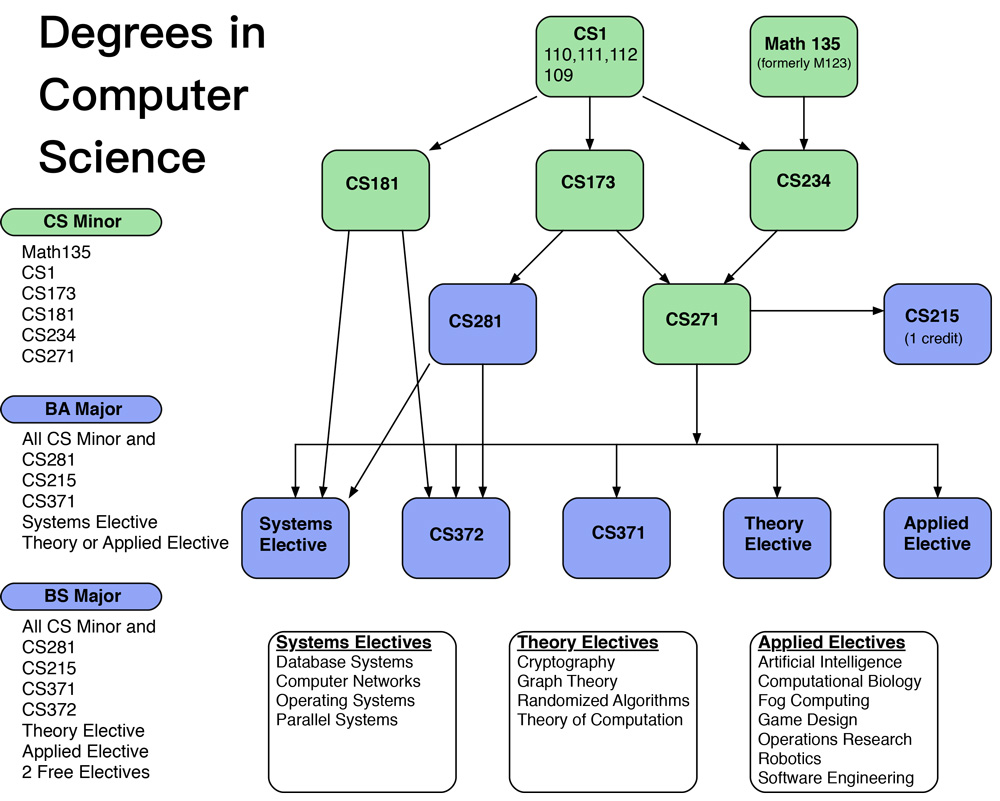 Degrees in
Computer
Science
CS Minor
Math135
CS1
CS173
CS181
CS234
CS271
BA Major
All CS Minor and
CS281
CS215
CS371
Systems Elective
Theory or Applied Elective
BS Major
All CS Minor and
CS281
CS215
CS371
CS372
Theory Elective
Applied Elective
2 Free Electives
CS1
110,111,112
109
Math 135
(formerly M123)
CS181
CS173
CS234
CS281
CS271
CS215
(1 credit)
Systems
Elective
CS372
CS371
Theory
Elective
Applied
Elective
Systems Electives
Database Systems
Computer Networks
Operating Systems
Parallel Systems
Theory Electives
Cryptography
Graph Theory
Randomized Algorithms
Theory of Computation
Applied Electives
Artificial Intelligence
Computational Biology
Fog Computing
Game Design
Operations Research
Robotics
Software Engineering